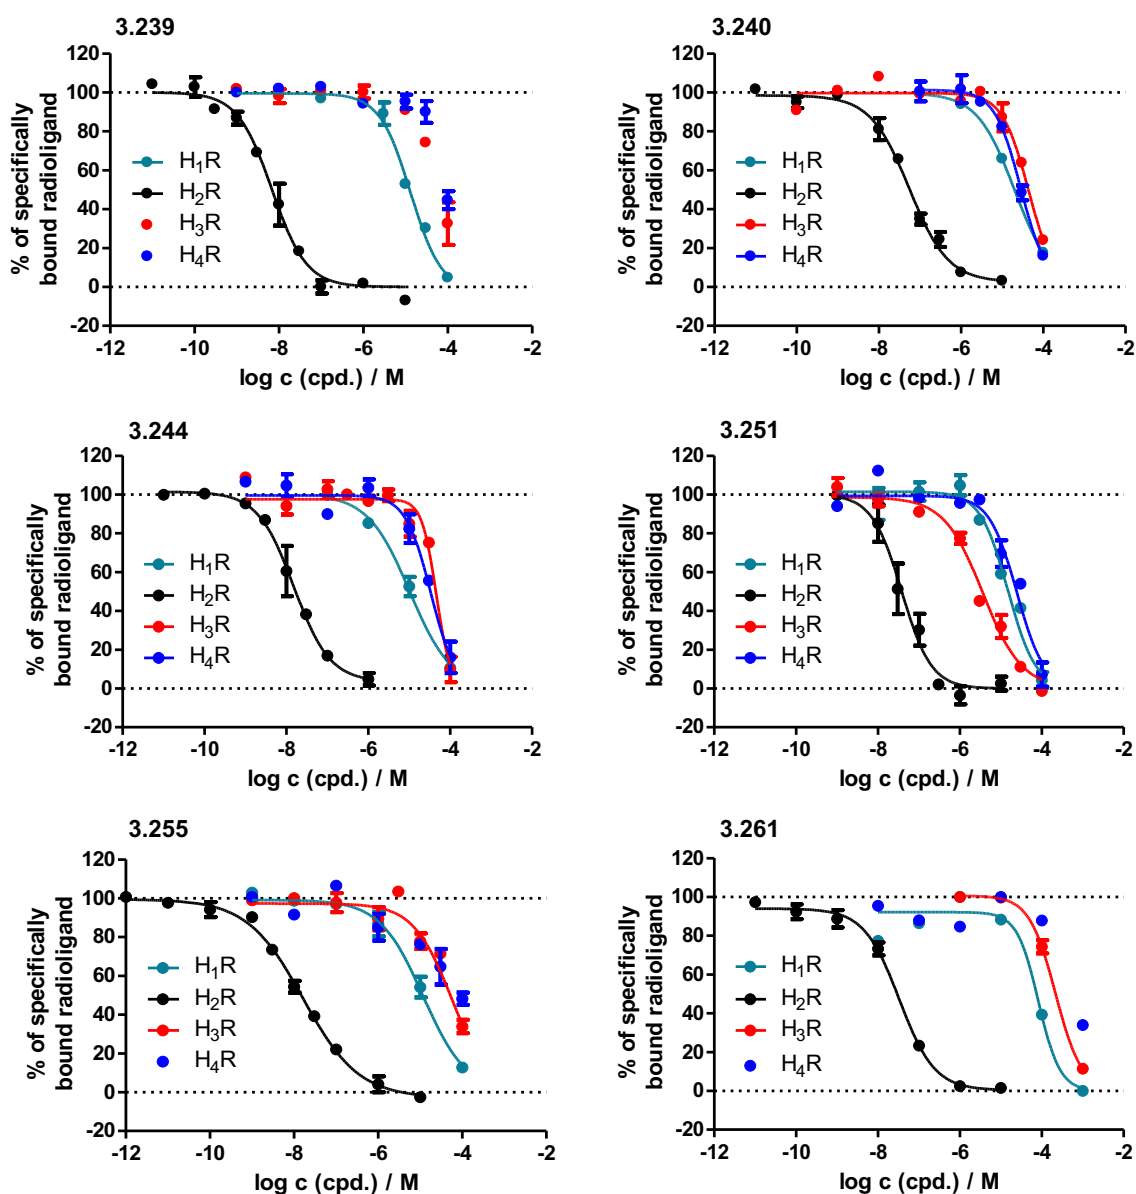 3.239
120
100
80
60
40
20
0
-20
% of specifically
bound radioligand
H₁R
H₂R
H₃R
H₄R
-12 -10 -8 -6 -4 -2
log c (cpd.) / M
3.240
120
100
80
60
40
20
0
-20
% of specifically
bound radioligand
H₁R
H₂R
H₃R
H₄R
-12 -10 -8 -6 -4 -2
log c (cpd.) / M
3.244
120
100
80
60
40
20
0
-20
% of specifically
bound radioligand
H₁R
H₂R
H₃R
H₄R
-12 -10 -8 -6 -4 -2
log c (cpd.) / M
3.251
120
100
80
60
40
20
0
-20
% of specifically
bound radioligand
H₁R
H₂R
H₃R
H₄R
-12 -10 -8 -6 -4 -2
log c (cpd.) / M
3.255
120
100
80
60
40
20
0
-20
% of specifically
bound radioligand
H₁R
H₂R
H₃R
H₄R
-12 -10 -8 -6 -4 -2
log c (cpd.) / M
3.261
120
100
80
60
40
20
0
-20
% of specifically
bound radioligand
H₁R
H₂R
H₃R
H₄R
-12 -10 -8 -6 -4 -2
log c (cpd.) / M